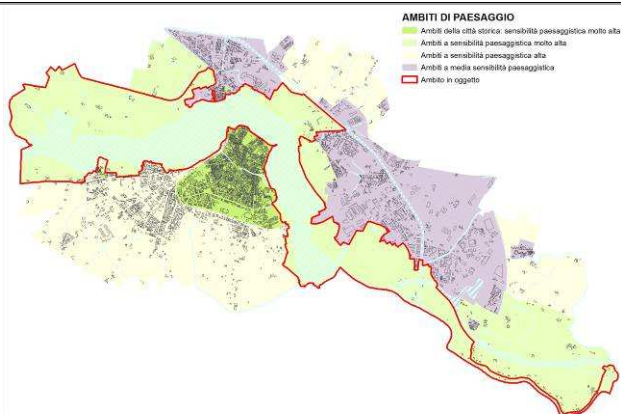 AMBITI DI PAESAGGIO
Ambiti della città storica: sensibilità paesaggistica molto alta
Ambiti a sensibilità paesaggistica molto alta
Ambiti a sensibilità paesaggistica alta
Ambiti a media sensibilità paesaggistica
Ambito in oggetto